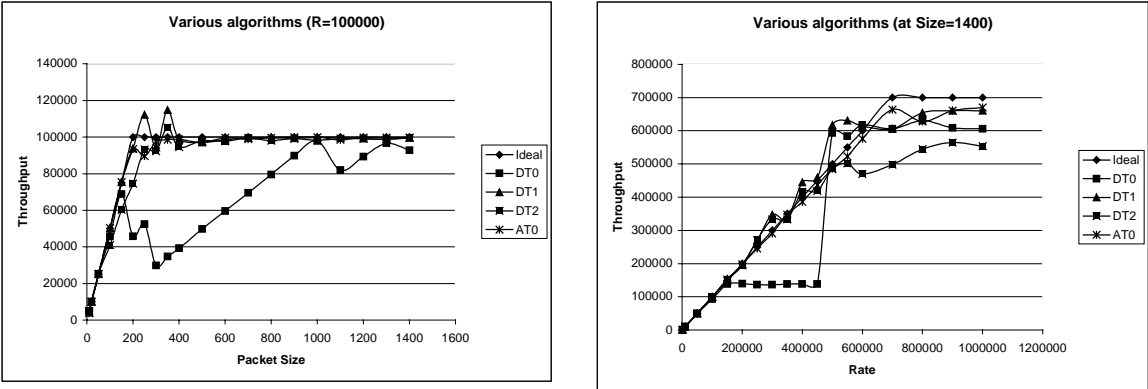 Various algorithms (R=100000)
140000
120000
100000
80000
60000
40000
20000
0
0 200 400 600 800 1000 1200 1400 1600
Throughput
Packet Size
Ideal
DT0
DT1
DT2
AT0
Various algorithms (at Size=1400)
800000
700000
600000
500000
400000
300000
200000
100000
0
0 200000 400000 600000 800000 1000000 1200000
Throughput
Rate
Ideal
DT0
DT1
DT2
AT0